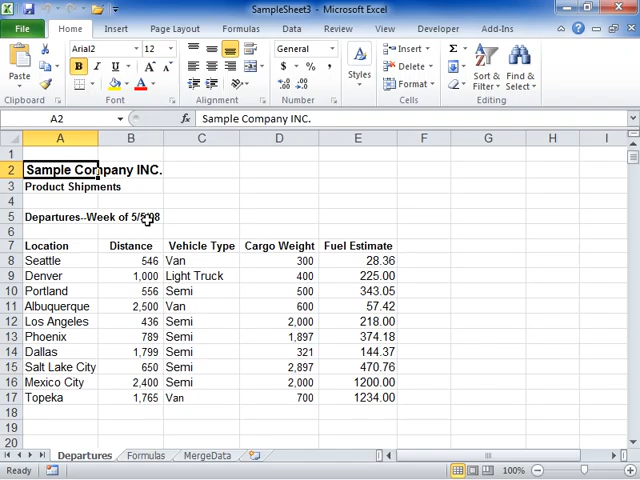 SampleSheet3 - Microsoft Excel
File Home Insert Page Layout Formulas Data Review View Developer Add-Ins
Paste
Clipboard
Arial2 12
B I U
Font
Alignment
General
$ % ,
Number
Styles
Insert
Delete
Format
Cells
Sort & Filter
Find & Select
Editing
A2 fx Sample Company INC.
A B C D E F G H I
1
2 Sample Company INC.
3 Product Shipments
4
5 Departures--Week of 5/5/08
6
7 Location Distance Vehicle Type Cargo Weight Fuel Estimate
8 Seattle 546 Van 300 28.36
9 Denver 1,000 Light Truck 400 225.00
10 Portland 556 Semi 500 343.05
11 Albuquerque 2,500 Van 600 57.42
12 Los Angeles 436 Semi 2,000 218.00
13 Phoenix 789 Semi 1,897 374.18
14 Dallas 1,799 Semi 321 144.37
15 Salt Lake City 650 Semi 2,897 470.76
16 Mexico City 2,400 Semi 2,000 1200.00
17 Topeka 1,765 Van 700 1234.00
18
19
20
Departures Formulas MergeData
Ready 100%